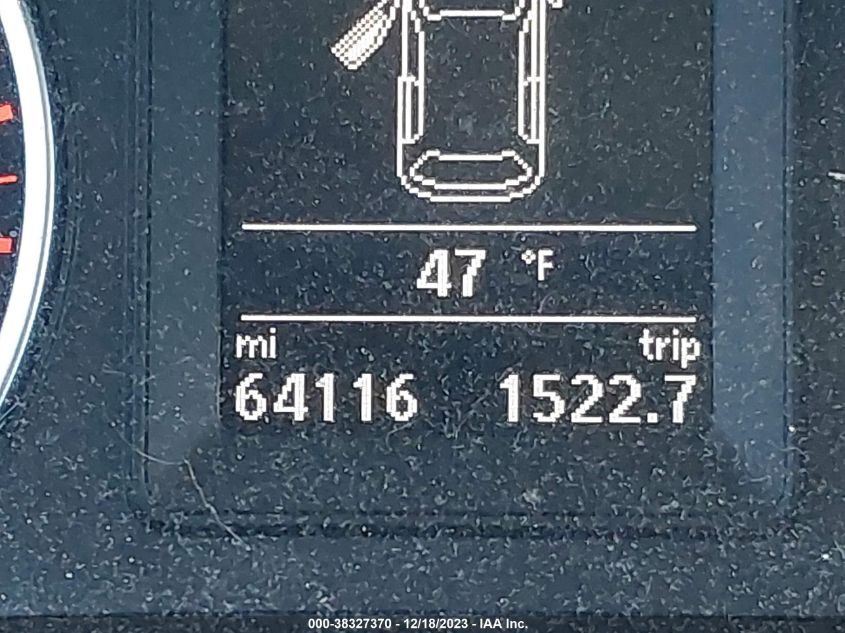 47 °F
mi trip
64116 1522.7
000-38327370 - 12/18/2023 - IAA Inc.